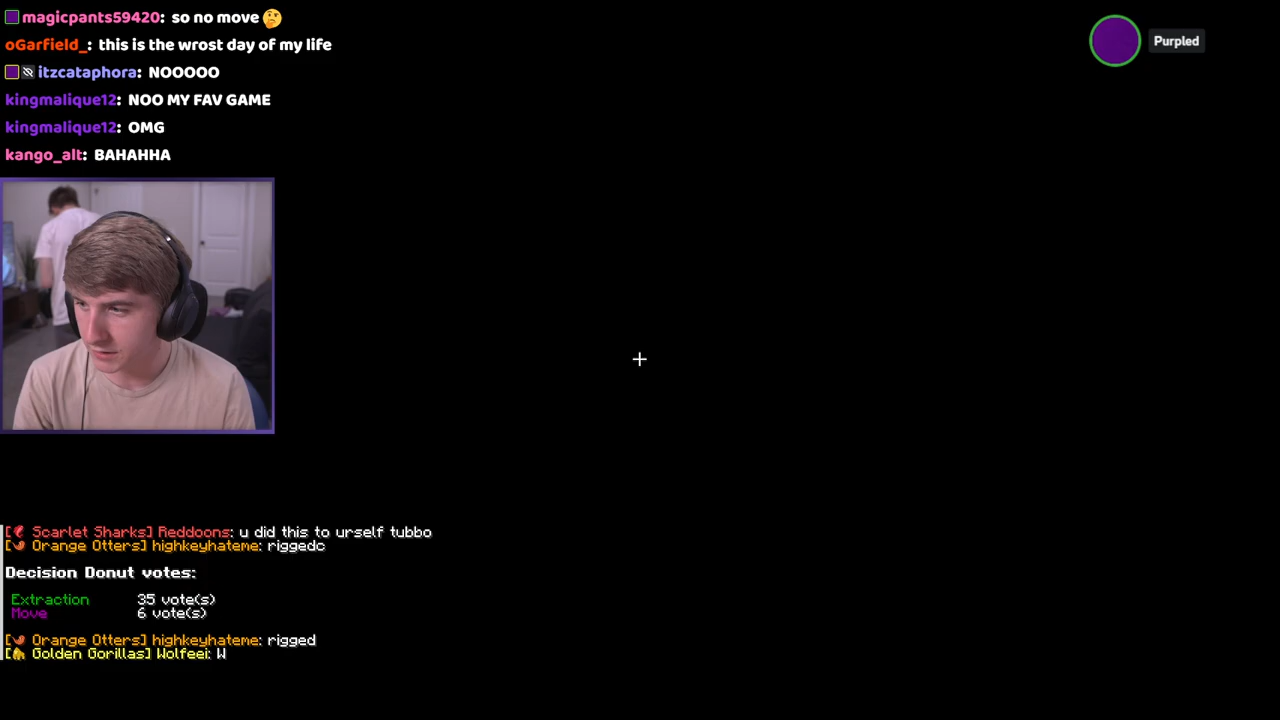 magicpants59420: so no move 🤔
oGarfield_: this is the wrost day of my life
itzcataphora: NOOOOO
kingmalique12: NOO MY FAV GAME
kingmalique12: OMG
kango_alt: BAHAHHA
Purpled
[Scarlet Sharks] Reddoons: u did this to urself tubbo
[Orange Otters] highkeyhateme: riggedc
Decision Donut votes:
Extraction 35 vote(s)
Move 6 vote(s)
[Orange Otters] highkeyhateme: rigged
[Golden Gorillas] Wolfeei: W